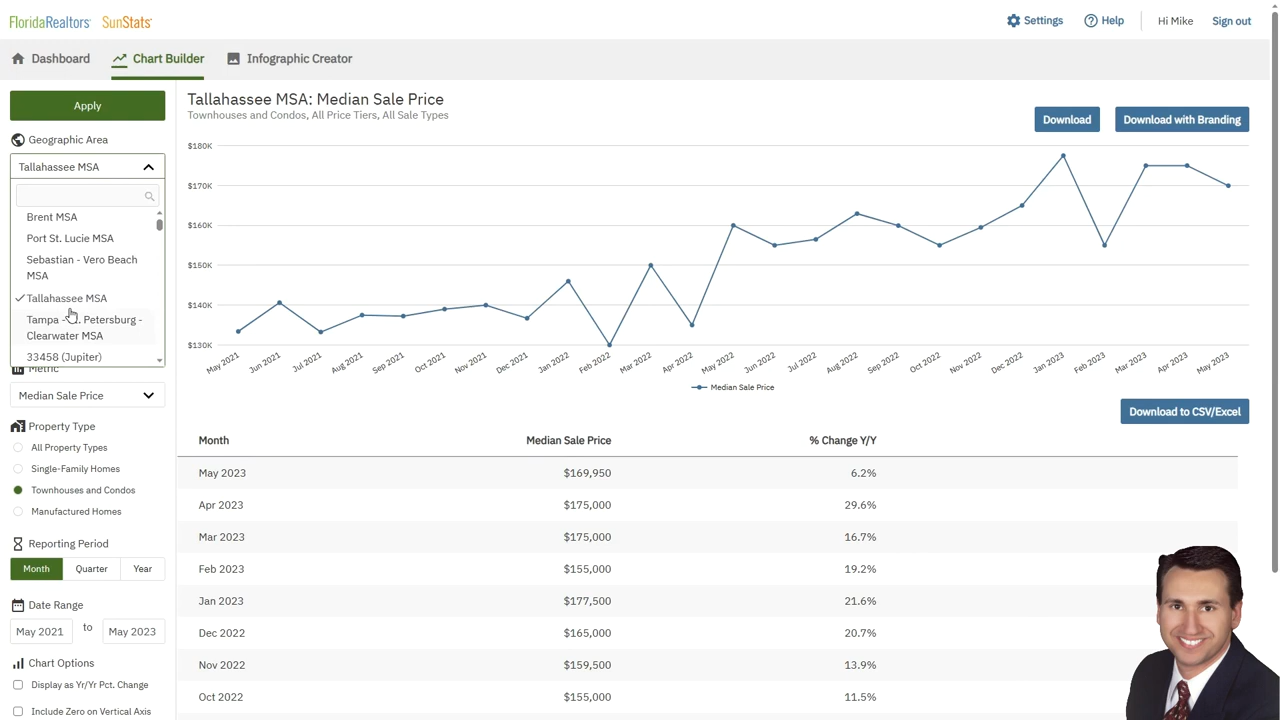 FloridaRealtors® SunStats®
Settings
Help
Hi Mike
Sign out
Dashboard
Chart Builder
Infographic Creator
Apply
Geographic Area
Tallahassee MSA
Brent MSA
Port St. Lucie MSA
Sebastian - Vero Beach
MSA
Tallahassee MSA
Tampa - Petersburg -
Clearwater MSA
33458 (Jupiter)
Metric
Median Sale Price
Property Type
All Property Types
Single-Family Homes
Townhouses and Condos
Manufactured Homes
Reporting Period
Month
Quarter
Year
Date Range
May 2021
to
May 2023
Chart Options
Display as Yr/Yr Pct. Change
Include Zero on Vertical Axis
Tallahassee MSA: Median Sale Price
Townhouses and Condos, All Price Tiers, All Sale Types
Download
Download with Branding
$180K
$170K
$160K
$150K
$140K
$130K
May 2021
Jun 2021
Jul 2021
Aug 2021
Sep 2021
Oct 2021
Nov 2021
Dec 2021
Jan 2022
Feb 2022
Mar 2022
Apr 2022
May 2022
Jun 2022
Jul 2022
Aug 2022
Sep 2022
Oct 2022
Nov 2022
Dec 2022
Jan 2023
Feb 2023
Mar 2023
Apr 2023
May 2023
Median Sale Price
Download to CSV/Excel
Month Median Sale Price % Change Y/Y
May 2023 $169,950 6.2%
Apr 2023 $175,000 29.6%
Mar 2023 $175,000 16.7%
Feb 2023 $155,000 19.2%
Jan 2023 $177,500 21.6%
Dec 2022 $165,000 20.7%
Nov 2022 $159,500 13.9%
Oct 2022 $155,000 11.5%